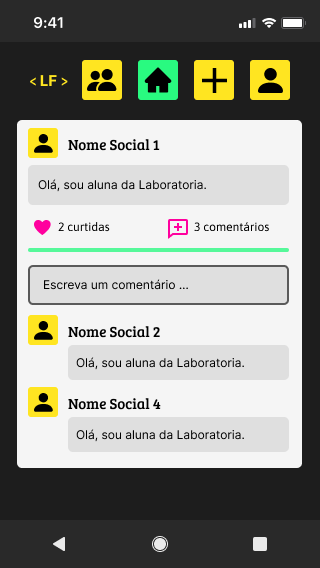 9:41
< LF >
Nome Social 1
Olá, sou aluna da Laboratoria.
2 curtidas
3 comentários
Escreva um comentário ...
Nome Social 2
Olá, sou aluna da Laboratoria.
Nome Social 4
Olá, sou aluna da Laboratoria.